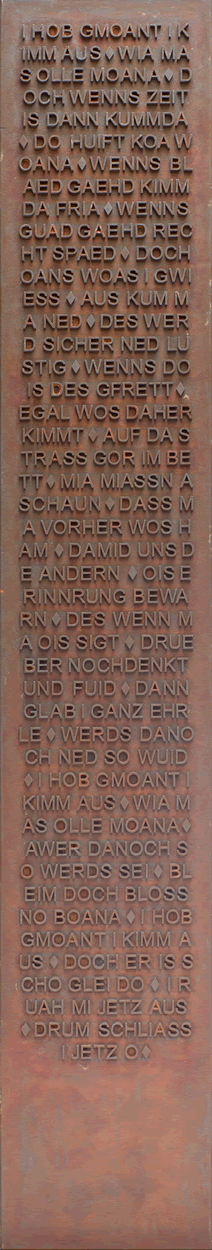 I HOB GMOANT I K
IMM AUS ◊ WIA MA
S OLLE MOANA ◊ D
OCH WENNS ZEIT
IS DANN KUMMDA
◊ DO HUIFT KOA W
OANA ◊ WENNS BL
AED GAEHD KIMM
DA FRIA ◊ WENNS
GUAD GAEHD REC
HT SPAED ◊ DOCH
OANS WOAS I GWI
ESS ◊ AUS KUM M
A NED ◊ DES WER
D SICHER NED LU
STIG ◊ WENNS DO
IS DES GFRETT ◊
EGAL WOS DAHER
KIMMT ◊ AUF DA S
TRASS GOR IM BE
TT ◊ MIA MIASSN A
SCHAUN ◊ DASS M
A VORHER WOS H
AM ◊ DAMID UNS D
E ANDERN ◊ OIS E
RINNRUNG BEWA
RN ◊ DES WENN M
A OIS SIGT ◊ DRUE
BER NOCHDENKT
UND FUID ◊ DANN
GLAB I GANZ EHR
LE ◊ WERDS DANO
CH NED SO WUID
◊ I HOB GMOANT I
KIMM AUS ◊ WIA M
AS OLLE MOANA ◊
AWER DANOCH S
O WERDS SEI ◊ BL
EIM DOCH BLOSS
NO BOANA ◊ I HOB
GMOANT I KIMM A
US ◊ DOCH ER IS S
CHO GLEI DO ◊ I R
UAH MI JETZ AUS
◊ DRUM SCHLIASS
I JETZ O ◊